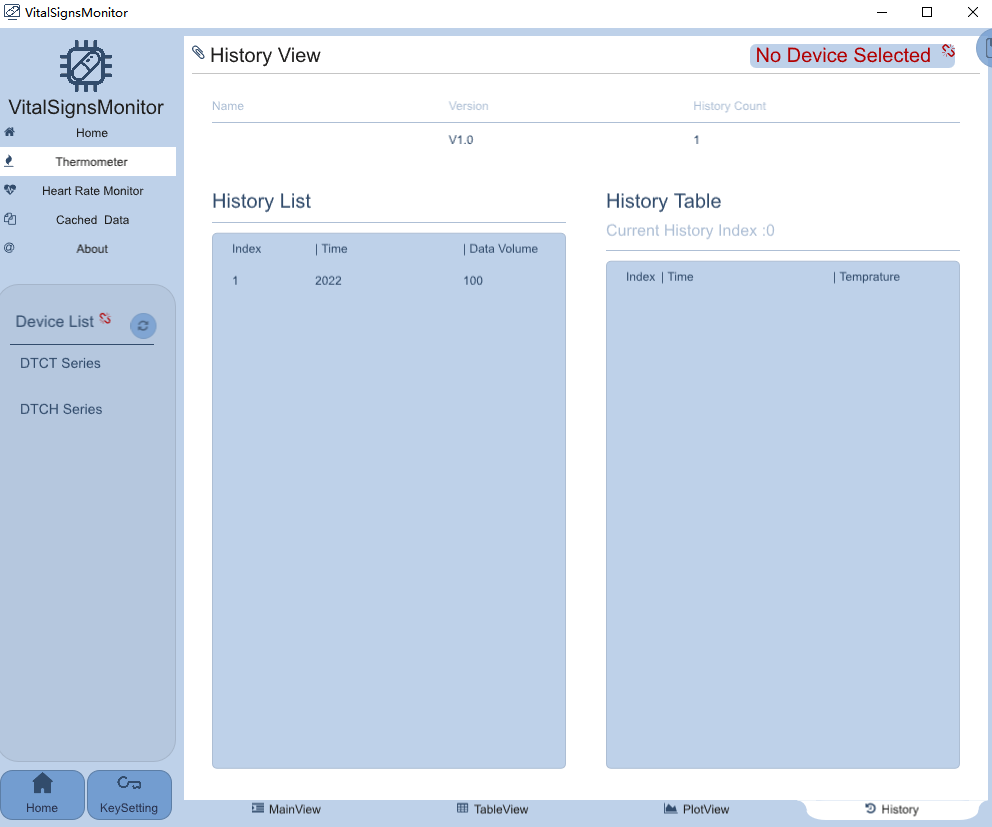 VitalSignsMonitor
VitalSignsMonitor
Home
Thermometer
Heart Rate Monitor
Cached Data
About
Device List
DTCT Series
DTCH Series
Home
KeySetting
History View
No Device Selected
Name Version History Count
V1.0 1
History List
Index | Time | Data Volume
1 2022 100
History Table
Current History Index :0
Index | Time | Temprature
MainView TableView PlotView History